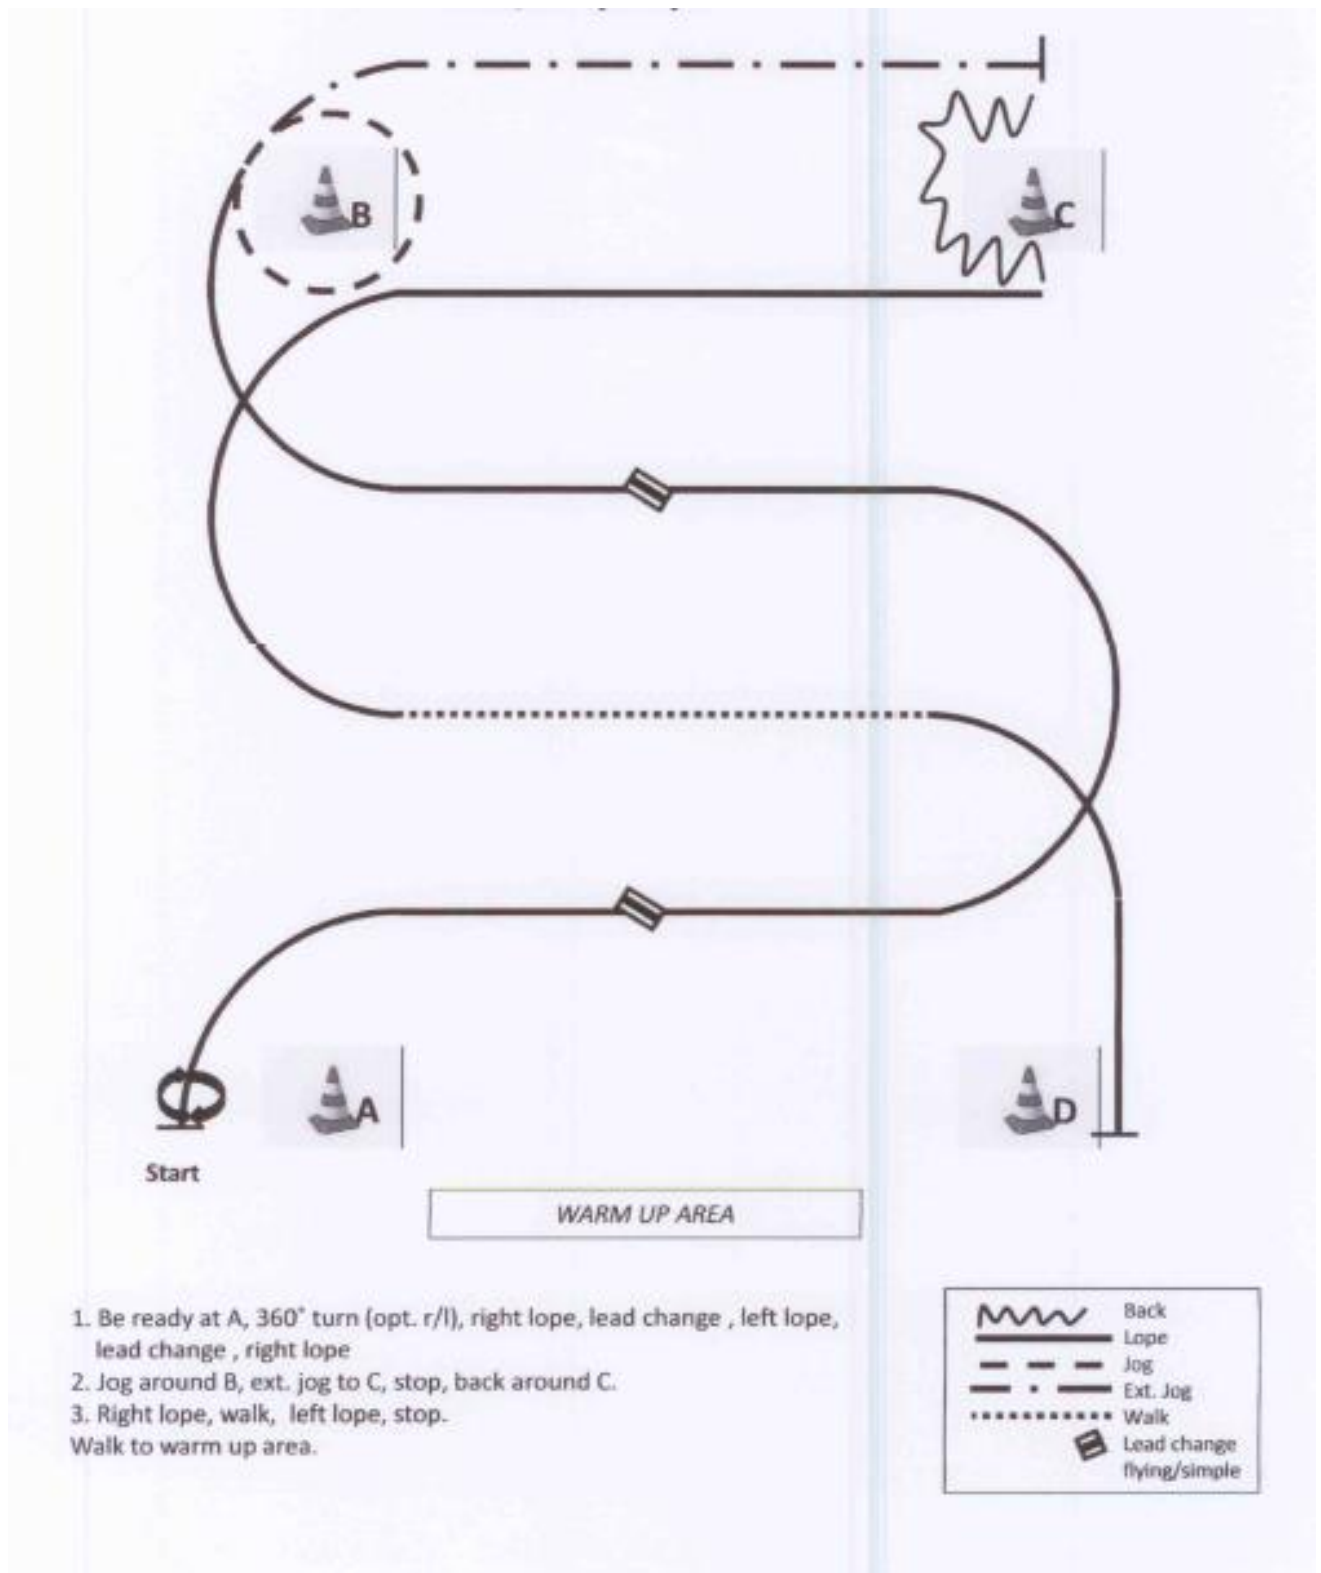 B
C
A
D
Start
WARM UP AREA
1. Be ready at A, 360° turn (opt. r/l), right lope, lead change , left lope,
lead change , right lope
2. Jog around B, ext. jog to C, stop, back around C.
3. Right lope, walk, left lope, stop.
Walk to warm up area.
Back
Lope
Jog
Ext. Jog
Walk
Lead change
flying/simple